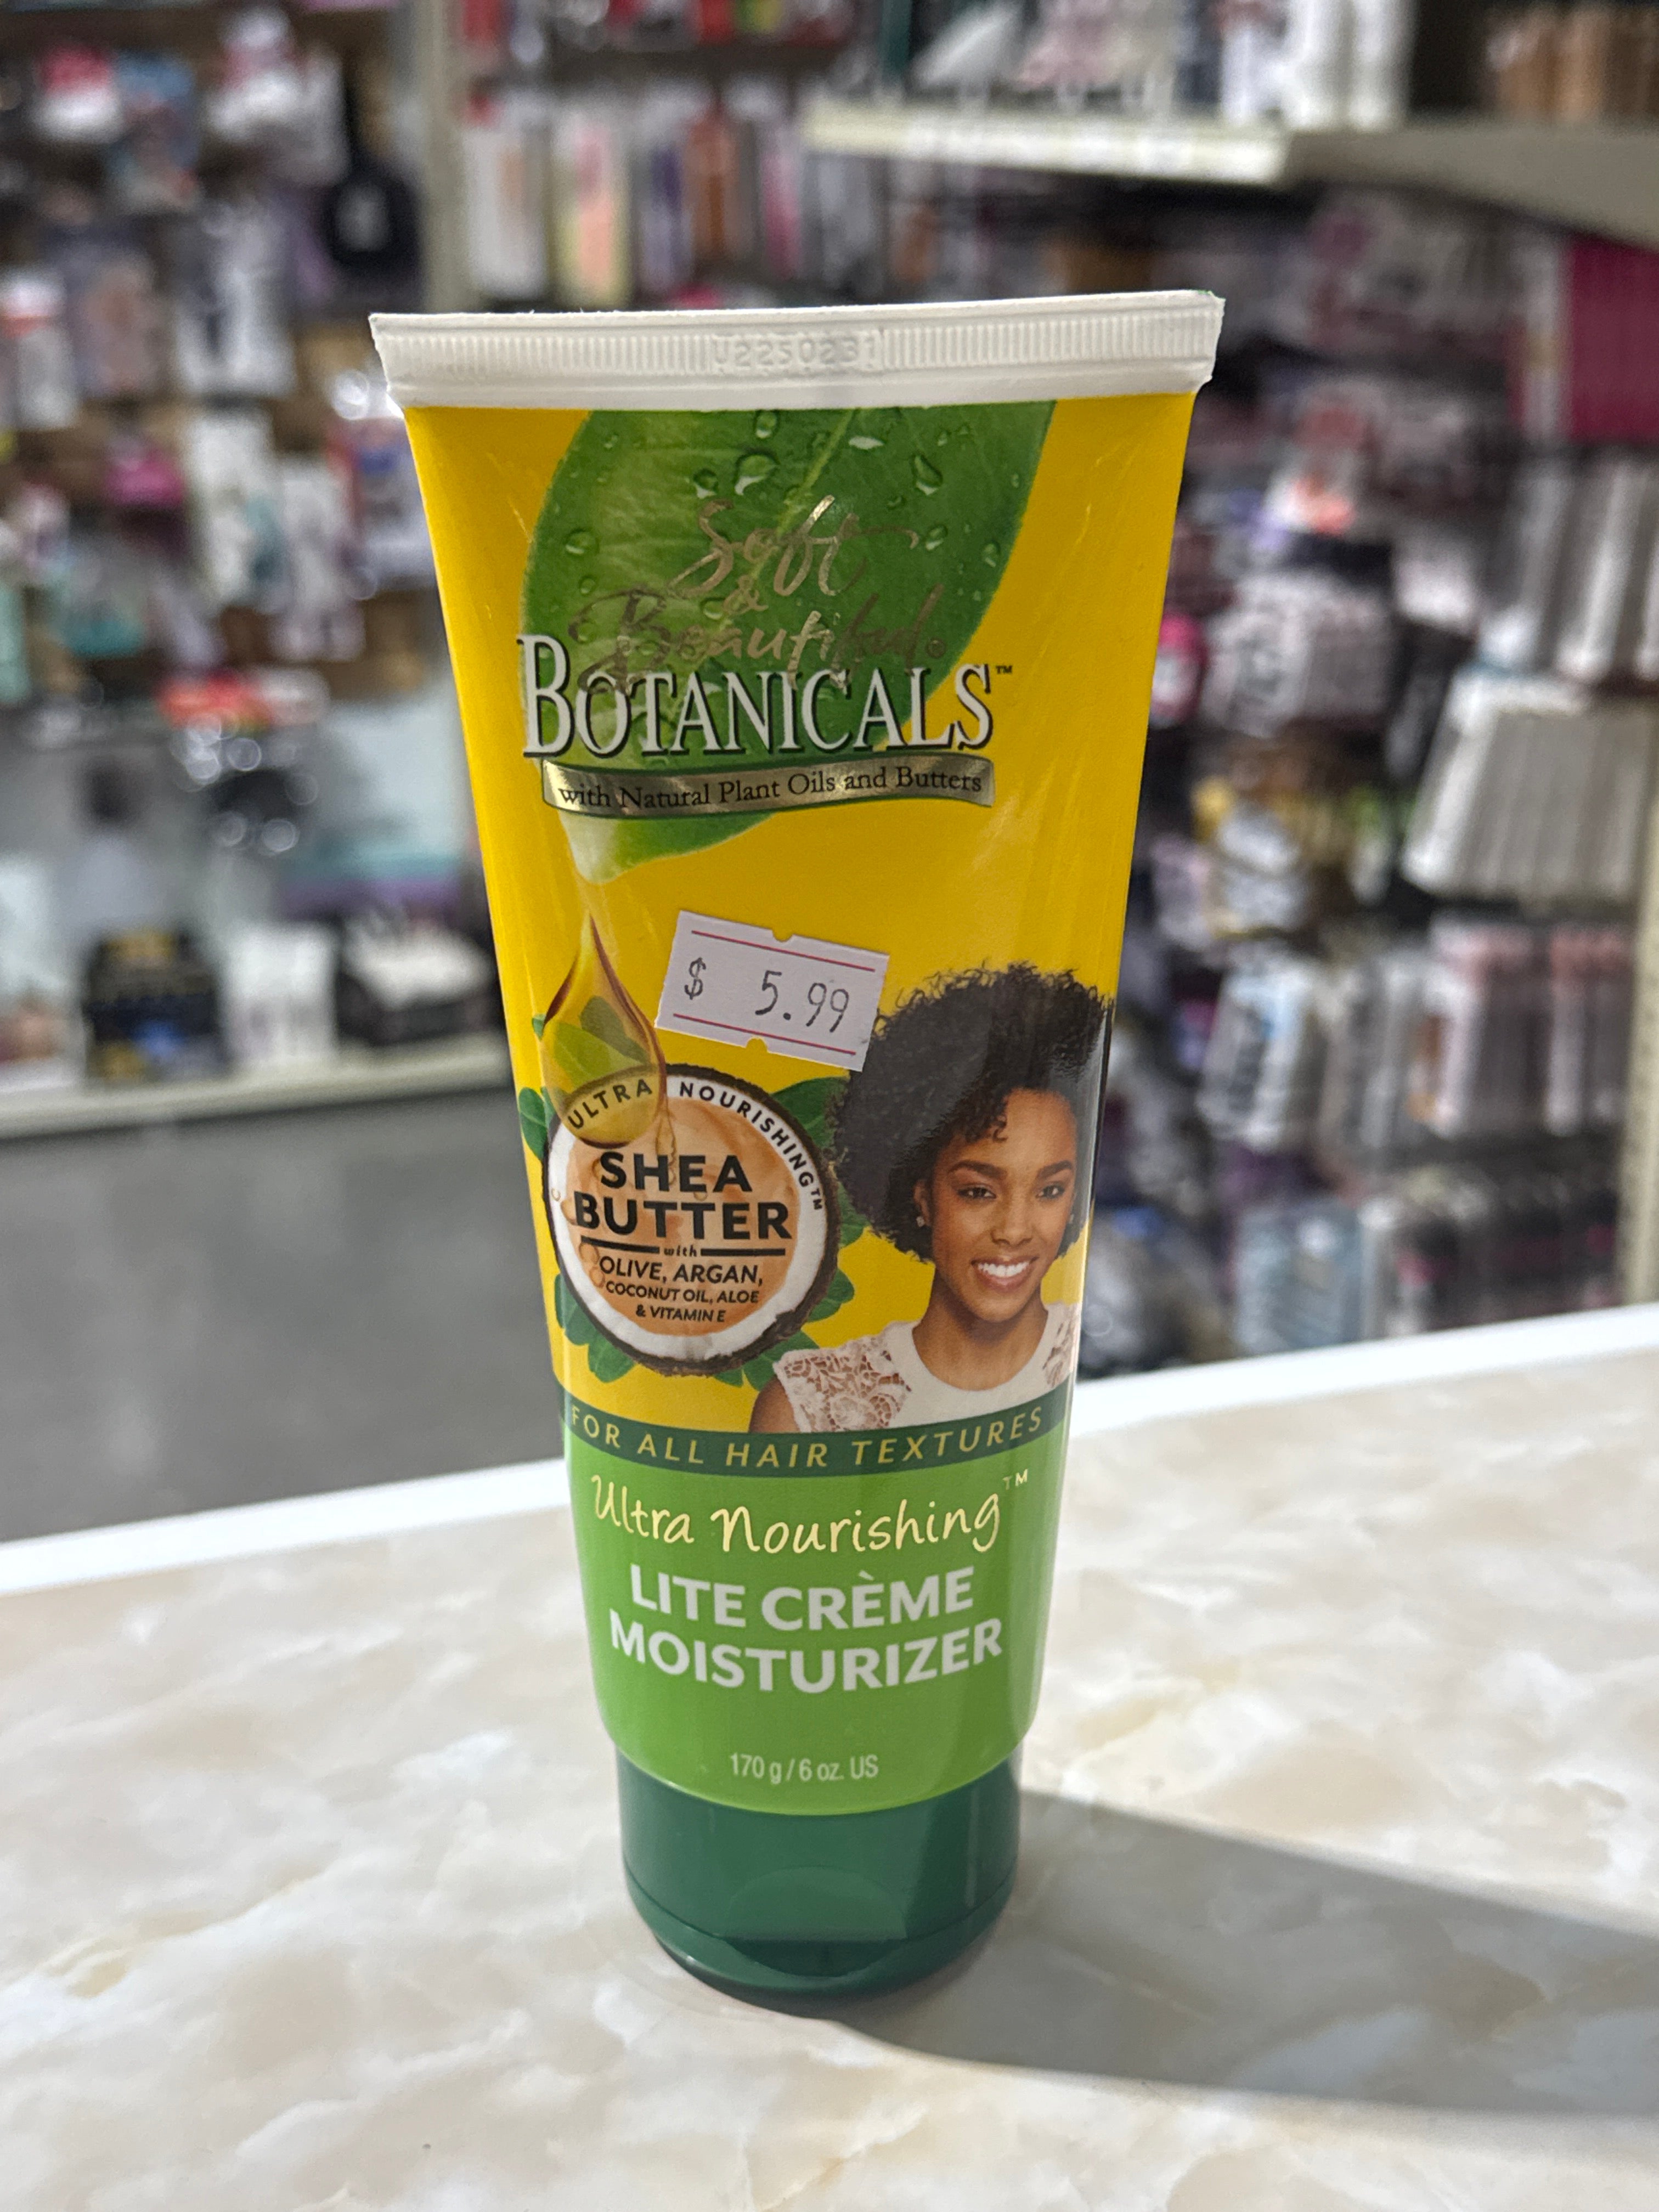 Soft
&
Beautiful®
BOTANICALS™
with Natural Plant Oils and Butters
$ 5.99
ULTRA NOURISHING™
SHEA
BUTTER
with
OLIVE, ARGAN,
COCONUT OIL, ALOE
& VITAMIN E
FOR ALL HAIR TEXTURES
Ultra Nourishing™
LITE CRÈME
MOISTURIZER
170 g / 6 oz. US